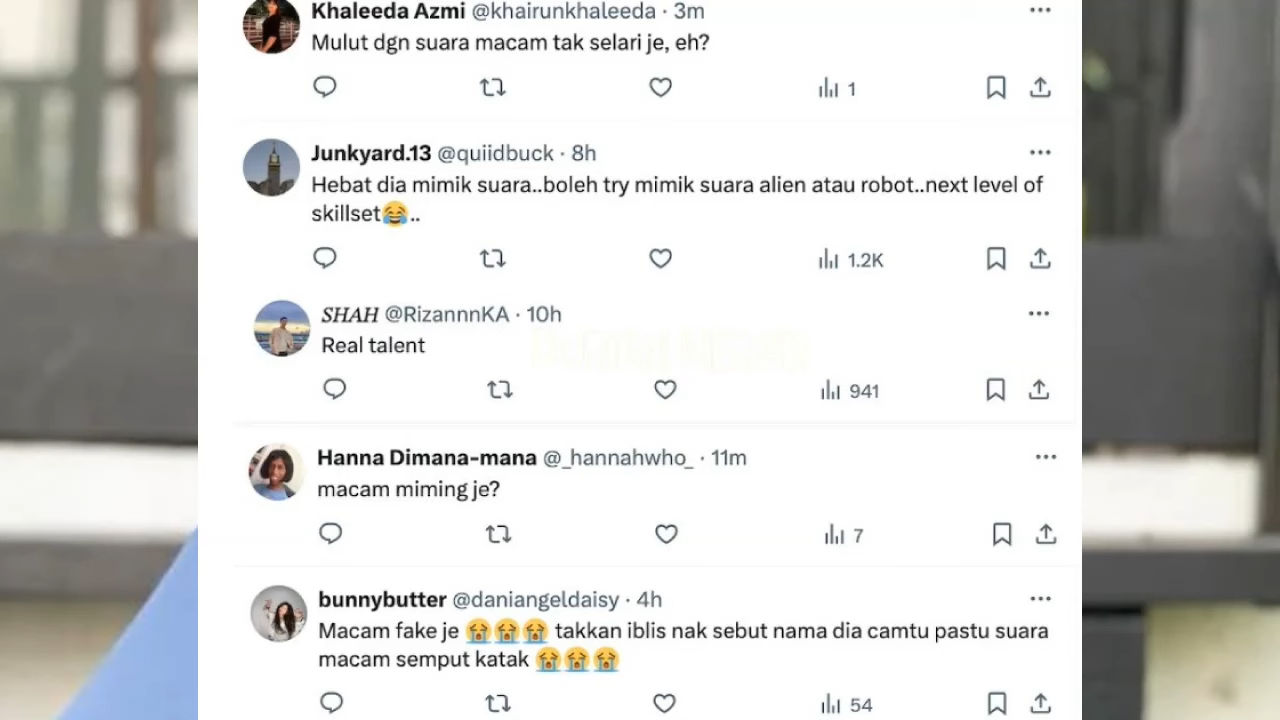 Khaleeda Azmi @khairunkhaleeda · 3m
Mulut dgn suara macam tak selari je, eh?
1
Junkyard.13 @quiidbuck · 8h
Hebat dia mimik suara..boleh try mimik suara alien atau robot..next level of
skillset😂..
1.2K
SHAH @RizannnKA · 10h
Real talent
941
Hanna Dimana-mana @_hannahwho_ · 11m
macam miming je?
7
bunnybutter @daniangeldaisy · 4h
Macam fake je 😭😭😭 takkan iblis nak sebut nama dia camtu pastu suara
macam semput katak 😭😭😭
54